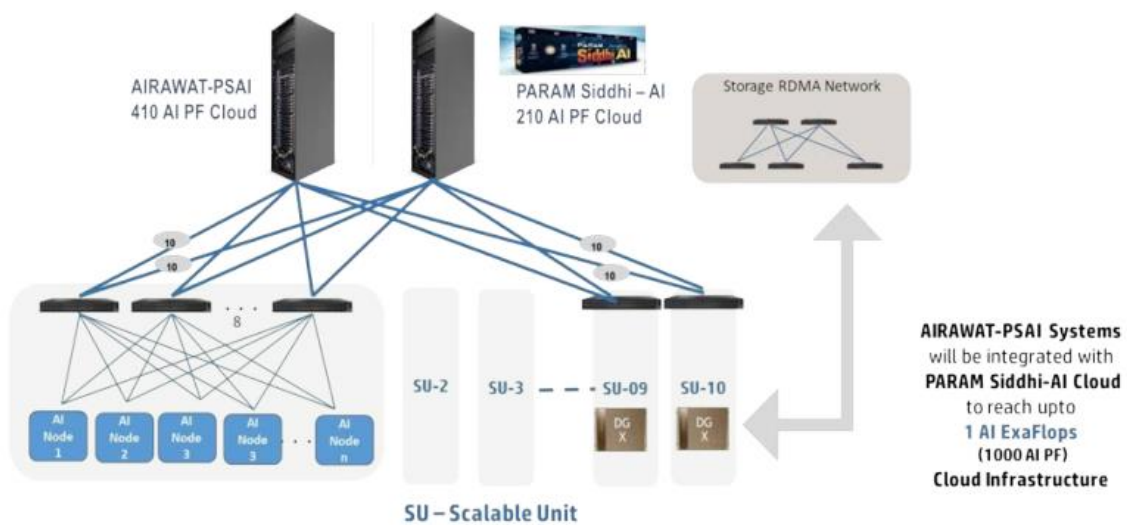 AIRAWAT-PSAI
410 AI PF Cloud
PARAM
Siddhi AI
PARAM Siddhi – AI
210 AI PF Cloud
Storage RDMA Network
10
10
10
10
. . .
8
AI
Node
1
AI
Node
2
AI
Node
3
AI
Node
3
. . .
AI
Node
n
SU-2
SU-3
SU-09
SU-10
DG
X
DG
X
SU – Scalable Unit
AIRAWAT-PSAI Systems
will be integrated with
PARAM Siddhi-AI Cloud
to reach upto
1 AI ExaFlops
(1000 AI PF)
Cloud Infrastructure